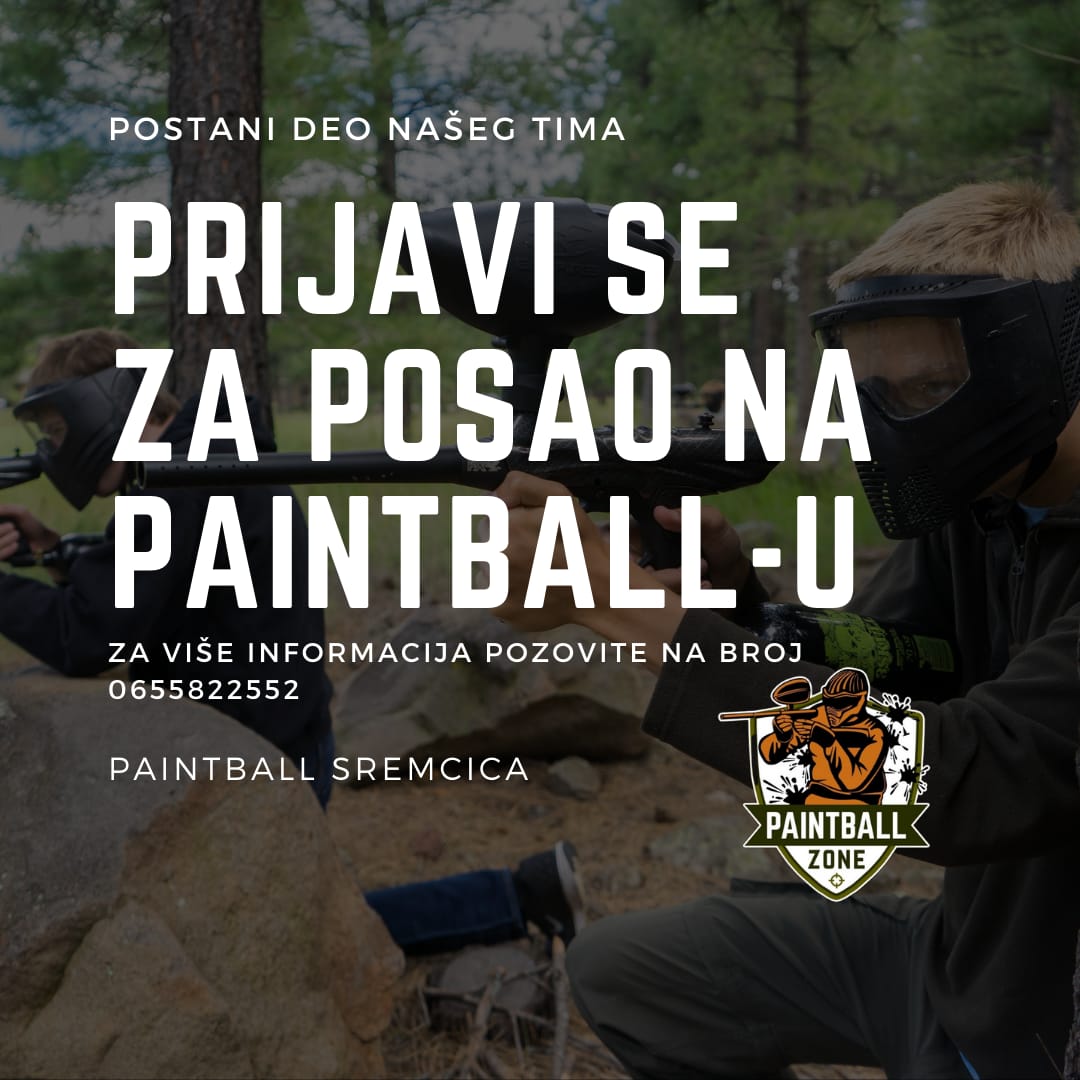 POSTANI DEO NAŠEG TIMA
PRIJAVI SE
ZA POSAO NA
PAINTBALL-U
ZA VIŠE INFORMACIJA POZOVITE NA BROJ
0655822552
PAINTBALL SREMCICA
PAINTBALL
ZONE